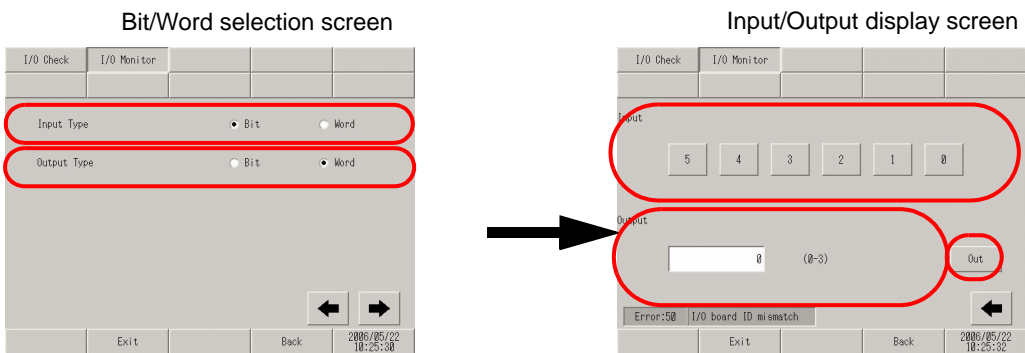 Bit/Word selection screen
I/O Check I/O Monitor
Input Type Bit Word
Output Type Bit Word
Exit Back 2006/05/22
10:25:30
Input/Output display screen
I/O Check I/O Monitor
Input
5 4 3 2 1 0
Output
0 (0-3) Out
Error:50 I/O board ID mismatch
Exit Back 2006/05/22
10:25:32